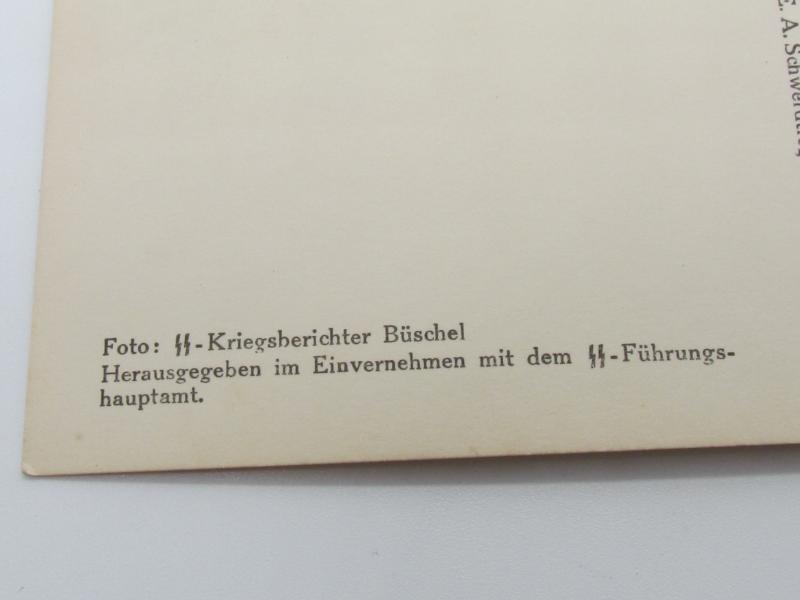 Foto: ᛋᛋ-Kriegsberichter Büschel
Herausgegeben im Einvernehmen mit dem ᛋᛋ-Führungs-
hauptamt.
E. A.